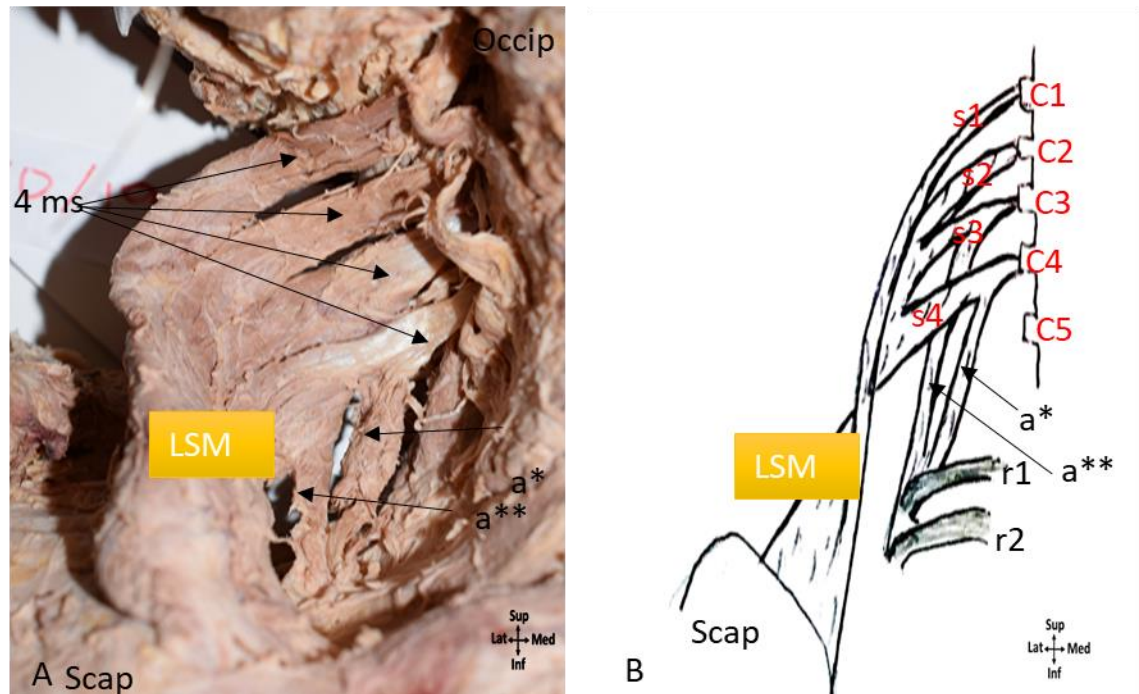 Occip
4 ms
LSM
a*
a**
Sup
Lat Med
Inf
A Scap
C1
s1
C2
s2
C3
s3
C4
s4
C5
a*
LSM
a**
r1
r2
Scap
Sup
Lat Med
Inf
B